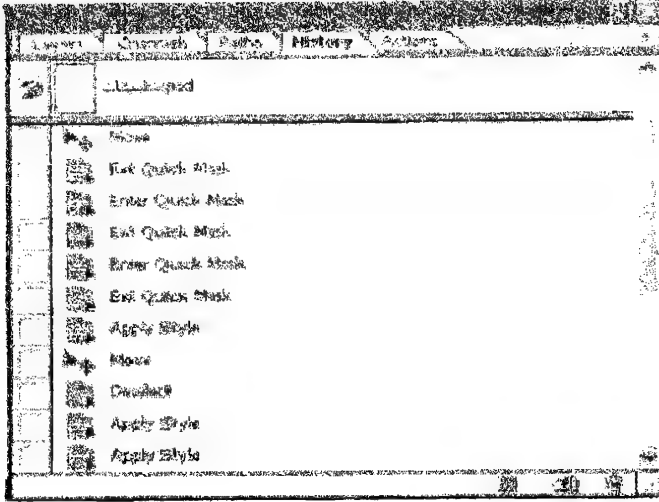 Layers Channels Paths History Actions
Move
Exit Quick Mask
Enter Quick Mask
Exit Quick Mask
Enter Quick Mask
Exit Quick Mask
Apply Style
Move
Deselect
Apply Style
Apply Style